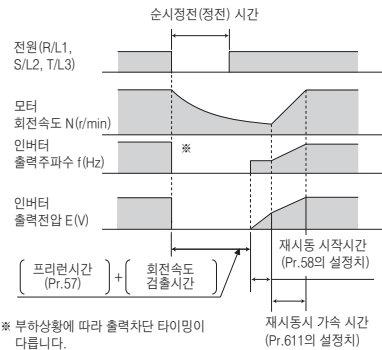 순시정전(정전) 시간
전원(R/L1,
S/L2, T/L3)
모터
회전속도 N(r/min)
인버터
출력주파수 f(Hz)
※
인버터
출력전압 E(V)
프리런시간
(Pr.57)
+
회전속도
검출시간
재시동 시작시간
(Pr.58의 설정치)
재시동시 가속 시간
(Pr.611의 설정치)
※ 부하상황에 따라 출력차단 타이밍이
다릅니다.